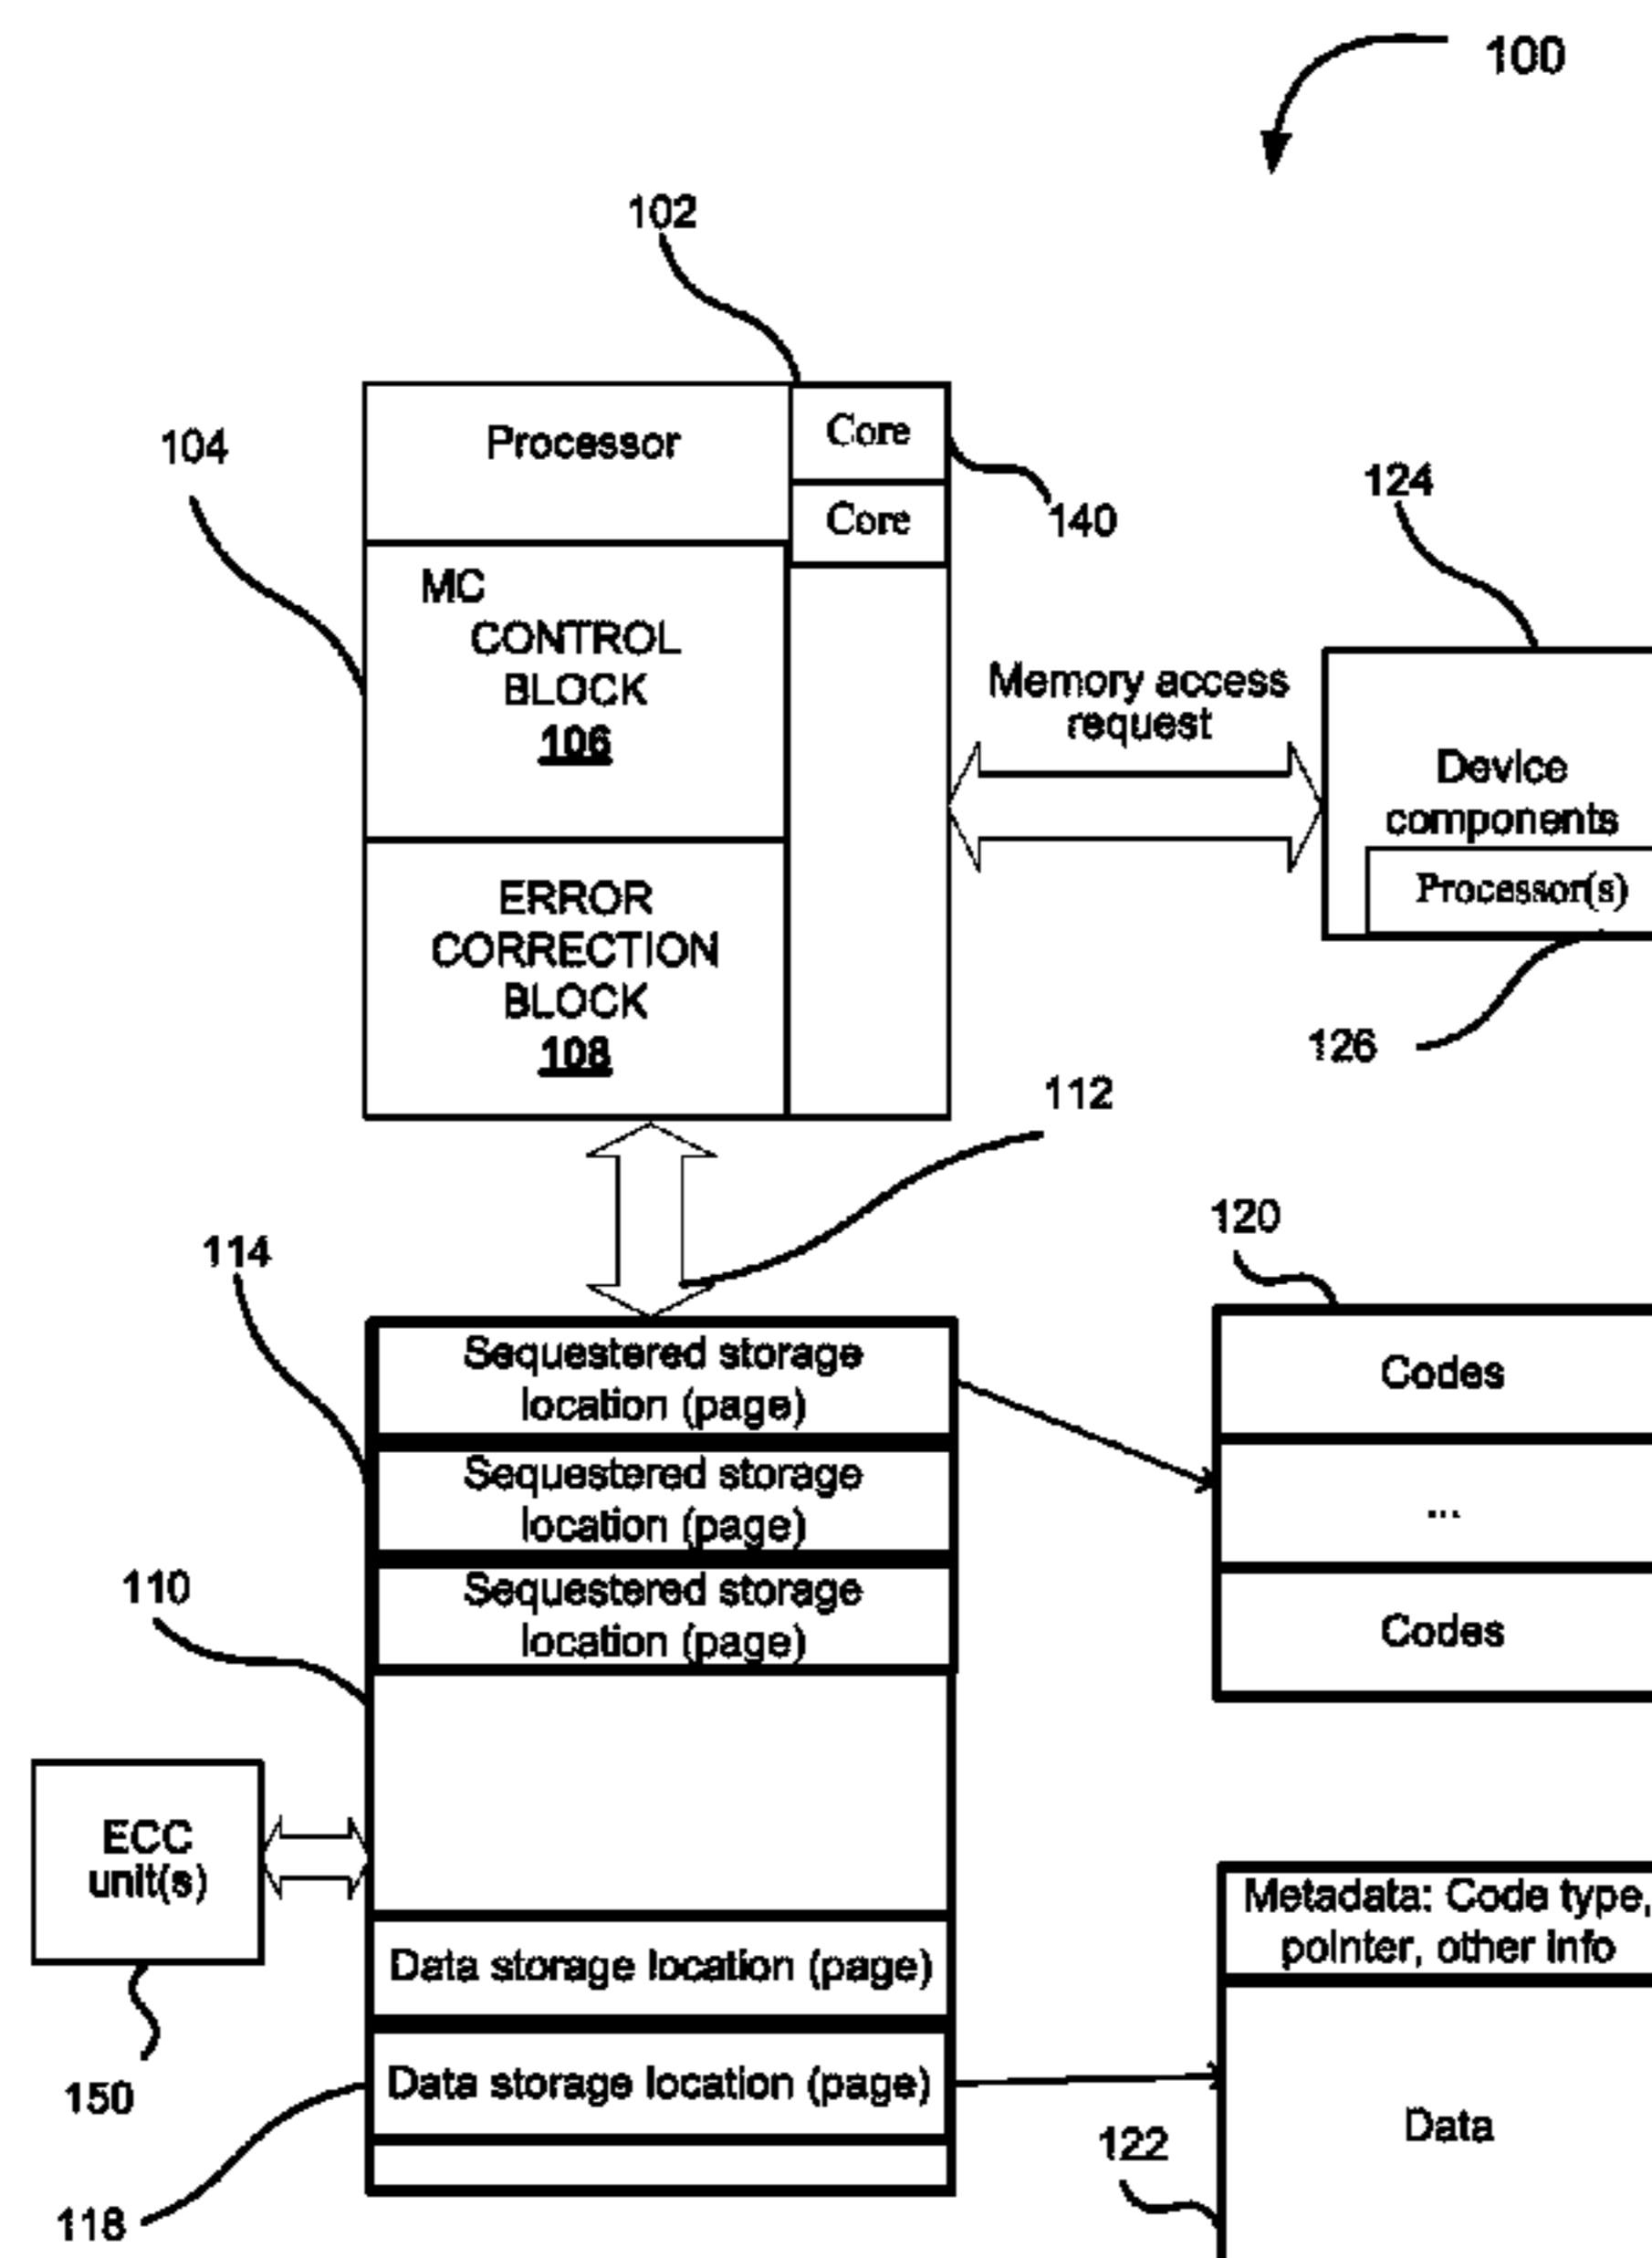 100
102
Processor
Core
104
140
Core
124
MC
CONTROL
BLOCK
106
Memory access
request
Device
components
Processor(s)
ERROR
CORRECTION
BLOCK
108
126
112
120
114
Sequestered storage
location (page)
Codes
Sequestered storage
location (page)
...
110
Sequestered storage
location (page)
Codes
ECC
unit(s)
Metadata: Code type,
pointer, other info
Data storage location (page)
150
Data storage location (page)
Data
122
118